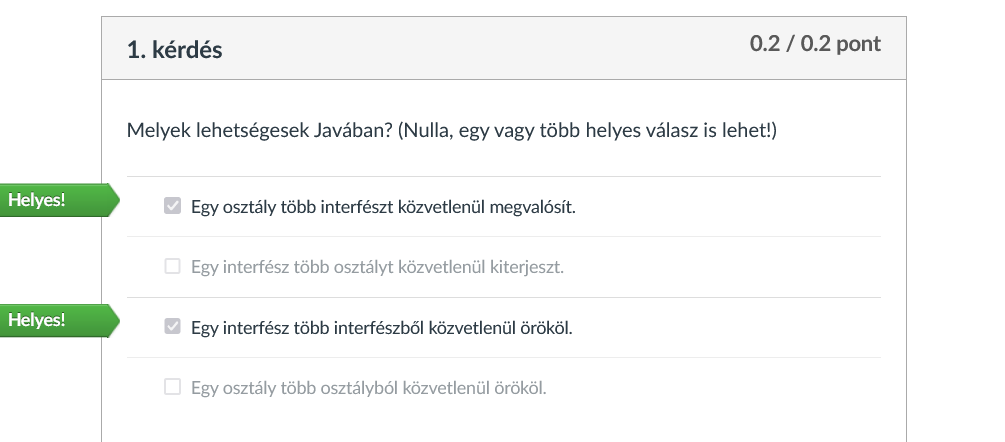 1. kérdés
0.2 / 0.2 pont
Melyek lehetségesek Javában? (Nulla, egy vagy több helyes válasz is lehet!)
Helyes!
Egy osztály több interfészt közvetlenül megvalósít.
Egy interfész több osztályt közvetlenül kiterjeszt.
Helyes!
Egy interfész több interfészből közvetlenül örököl.
Egy osztály több osztályból közvetlenül örököl.